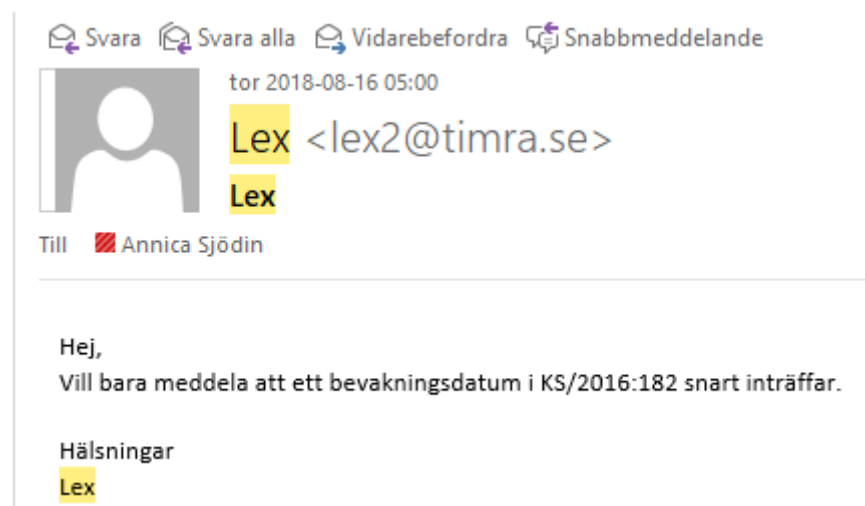 Svara Svara alla Vidarebefordra Snabbmeddelande
tor 2018-08-16 05:00
Lex <lex2@timra.se>
Lex
Till Annica Sjödin
Hej,
Vill bara meddela att ett bevakningsdatum i KS/2016:182 snart inträffar.
Hälsningar
Lex